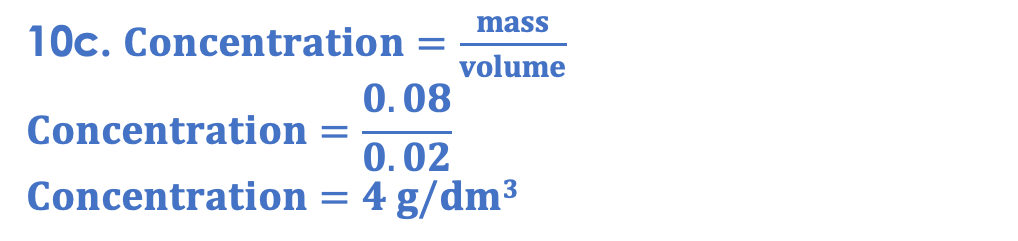 10c. Concentration = mass/volume
Concentration = 0.08/0.02
Concentration = 4 g/dm³